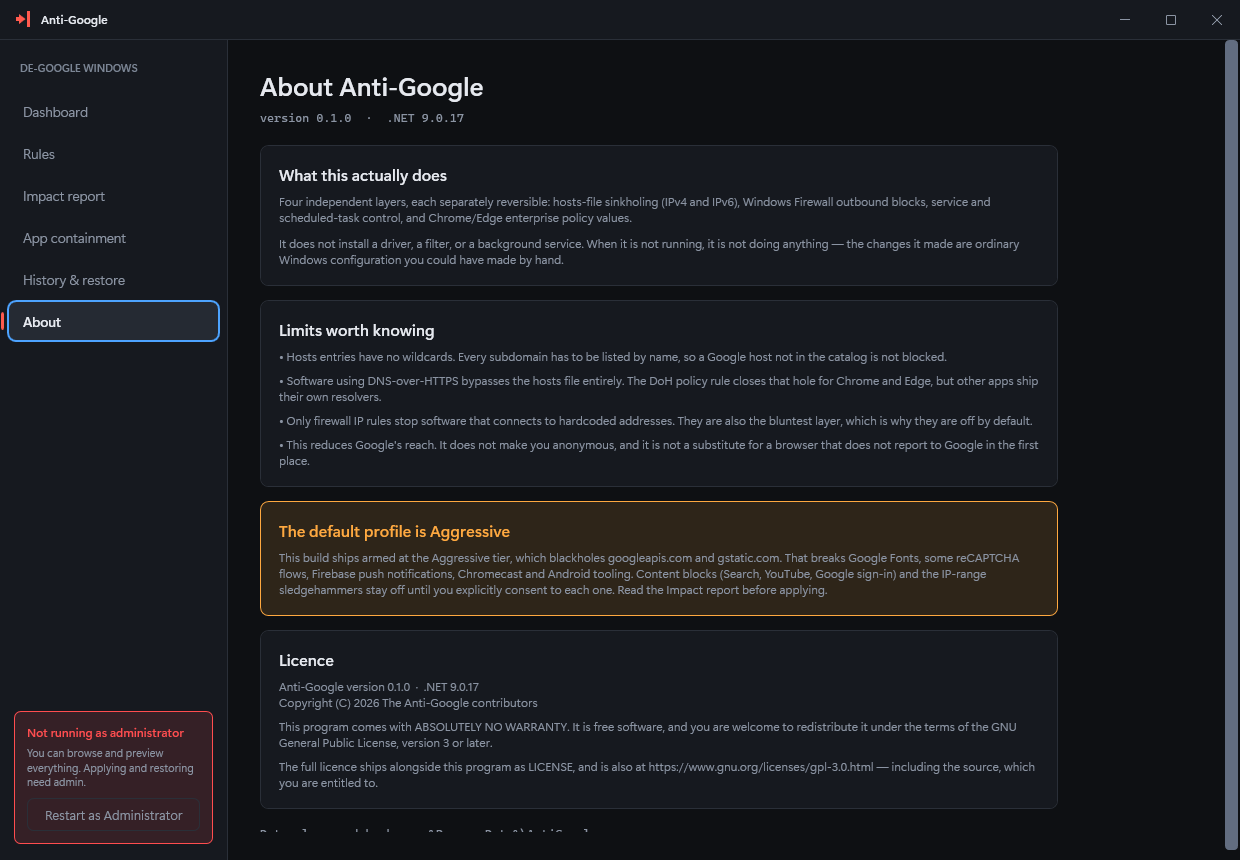 Anti-Google
DE-GOOGLE WINDOWS
Dashboard
Rules
Impact report
App containment
History & restore
About
Not running as administrator
You can browse and preview
everything. Applying and restoring
need admin.
Restart as Administrator
About Anti-Google
version 0.1.0 · .NET 9.0.17
What this actually does
Four independent layers, each separately reversible: hosts-file sinkholing (IPv4 and IPv6), Windows Firewall outbound blocks, service and
scheduled-task control, and Chrome/Edge enterprise policy values.
It does not install a driver, a filter, or a background service. When it is not running, it is not doing anything — the changes it made are ordinary
Windows configuration you could have made by hand.
Limits worth knowing
• Hosts entries have no wildcards. Every subdomain has to be listed by name, so a Google host not in the catalog is not blocked.
• Software using DNS-over-HTTPS bypasses the hosts file entirely. The DoH policy rule closes that hole for Chrome and Edge, but other apps ship
their own resolvers.
• Only firewall IP rules stop software that connects to hardcoded addresses. They are also the bluntest layer, which is why they are off by default.
• This reduces Google's reach. It does not make you anonymous, and it is not a substitute for a browser that does not report to Google in the first
place.
The default profile is Aggressive
This build ships armed at the Aggressive tier, which blackholes googleapis.com and gstatic.com. That breaks Google Fonts, some reCAPTCHA
flows, Firebase push notifications, Chromecast and Android tooling. Content blocks (Search, YouTube, Google sign-in) and the IP-range
sledgehammers stay off until you explicitly consent to each one. Read the Impact report before applying.
Licence
Anti-Google version 0.1.0 · .NET 9.0.17
Copyright (C) 2026 The Anti-Google contributors
This program comes with ABSOLUTELY NO WARRANTY. It is free software, and you are welcome to redistribute it under the terms of the GNU
General Public License, version 3 or later.
The full licence ships alongside this program as LICENSE, and is also at https://www.gnu.org/licenses/gpl-3.0.html — including the source, which
you are entitled to.